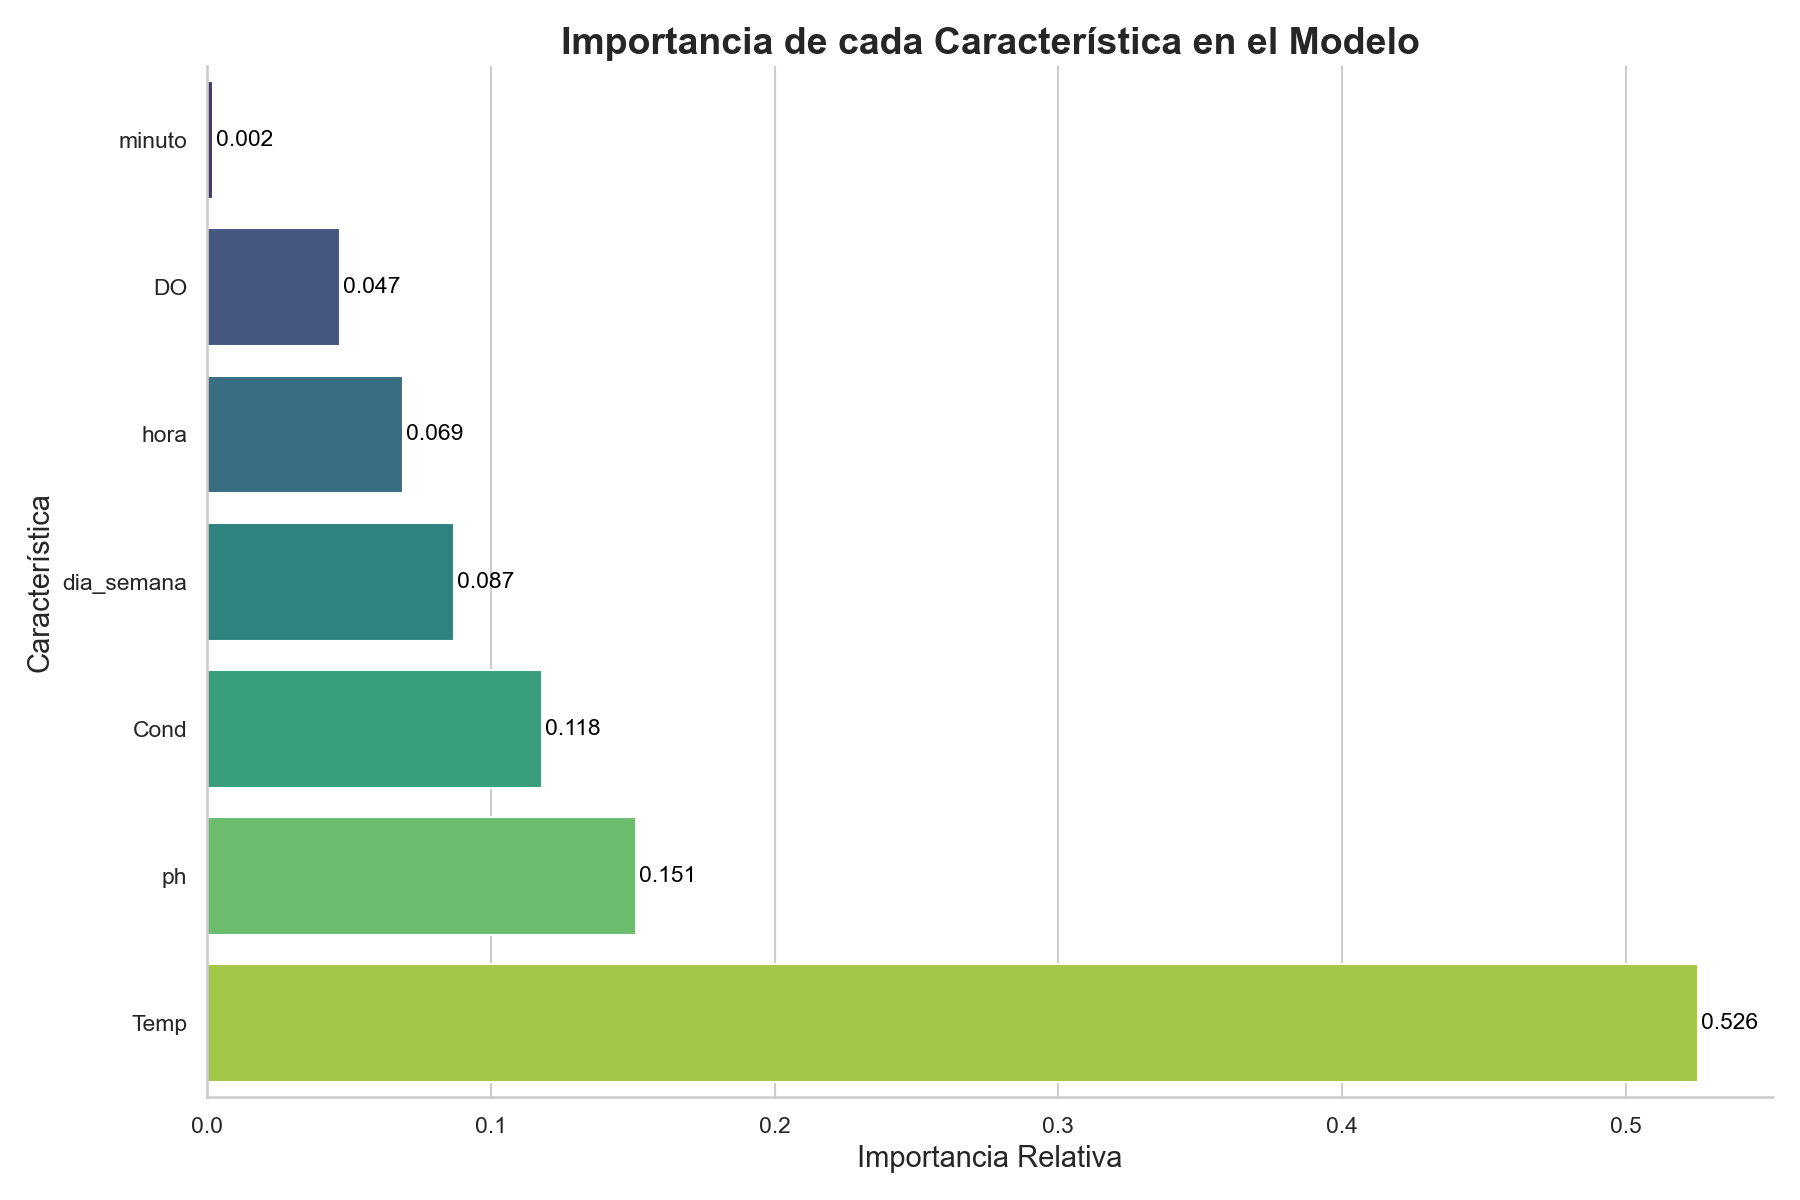 Importancia de cada Característica en el Modelo
Característica
minuto
0.002
DO
0.047
hora
0.069
dia_semana
0.087
Cond
0.118
ph
0.151
Temp
0.526
0.0
0.1
0.2
0.3
0.4
0.5
Importancia Relativa